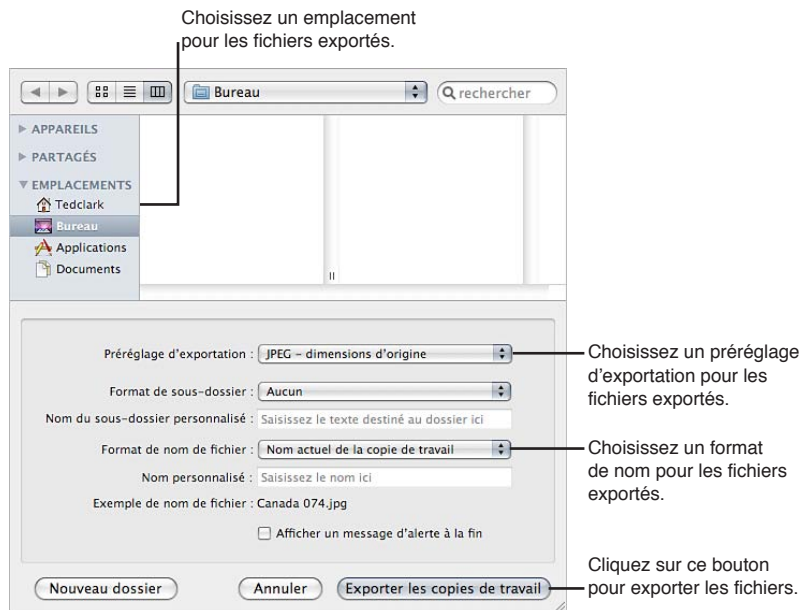 Choisissez un emplacement
pour les fichiers exportés.
Bureau
rechercher
APPAREILS
PARTAGÉS
EMPLACEMENTS
Tedclark
Bureau
Applications
Documents
Préréglage d'exportation : JPEG – dimensions d'origine
Choisissez un préréglage
d'exportation pour les
fichiers exportés.
Format de sous-dossier : Aucun
Nom du sous-dossier personnalisé : Saisissez le texte destiné au dossier ici
Format de nom de fichier : Nom actuel de la copie de travail
Choisissez un format
de nom pour les fichiers
exportés.
Nom personnalisé : Saisissez le nom ici
Exemple de nom de fichier : Canada 074.jpg
Afficher un message d'alerte à la fin
Nouveau dossier
Annuler
Exporter les copies de travail
Cliquez sur ce bouton
pour exporter les fichiers.